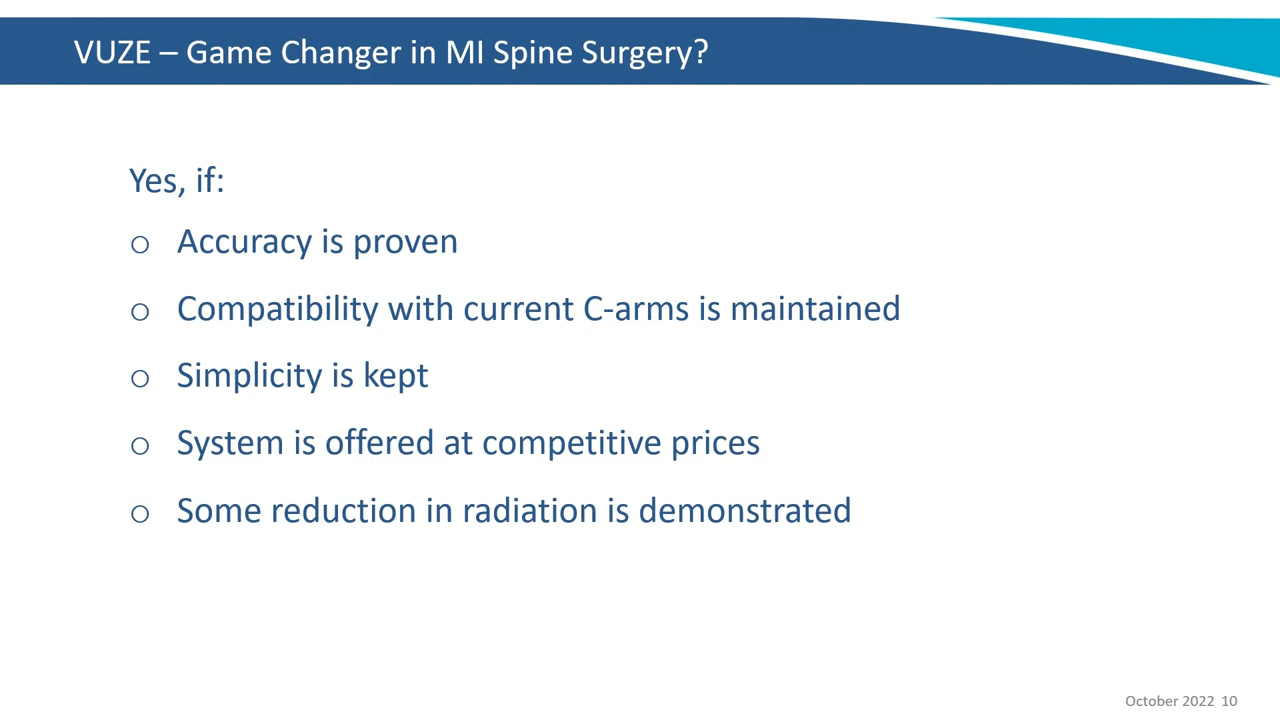 VUZE – Game Changer in MI Spine Surgery?
Yes, if:
o Accuracy is proven
o Compatibility with current C-arms is maintained
o Simplicity is kept
o System is offered at competitive prices
o Some reduction in radiation is demonstrated
October 2022 10